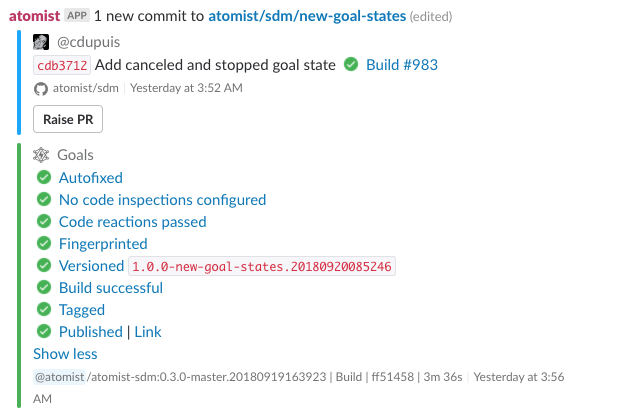 atomist APP 1 new commit to atomist/sdm/new-goal-states (edited)
@cdupuis
cdb3712 Add canceled and stopped goal state Build #983
atomist/sdm Yesterday at 3:52 AM
Raise PR
Goals
Autofixed
No code inspections configured
Code reactions passed
Fingerprinted
Versioned 1.0.0-new-goal-states.20180920085246
Build successful
Tagged
Published | Link
Show less
@atomist/atomist-sdm:0.3.0-master.20180919163923 | Build | ff51458 | 3m 36s Yesterday at 3:56
AM